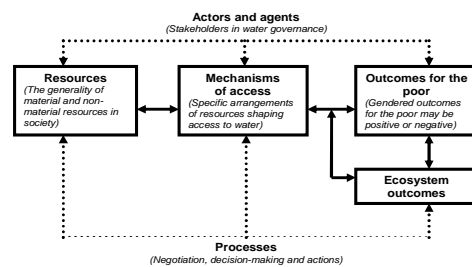 Actors and agents
(Stakeholders in water governance)
Resources
(The generality of
material and non-
material resources in
society)
Mechanisms
of access
(Specific arrangements
of resources shaping
access to water)
Outcomes for the
poor
(Gendered outcomes
for the poor may be
positive or negative)
Ecosystem
outcomes
Processes
(Negotiation, decision-making and actions)